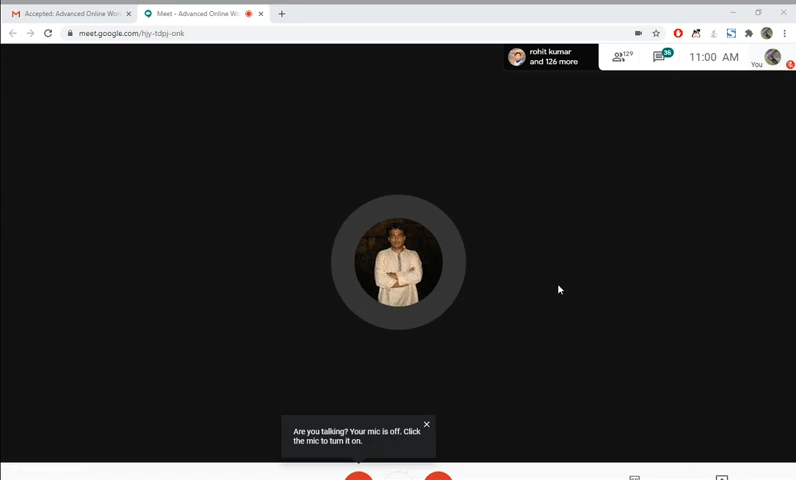 Accepted: Advanced Online Wor
Meet - Advanced Online Wo
meet.google.com/hjy-tdpj-onk
rohit kumar
and 126 more
129
35
11:00 AM
You
Are you talking? Your mic is off. Click
the mic to turn it on.